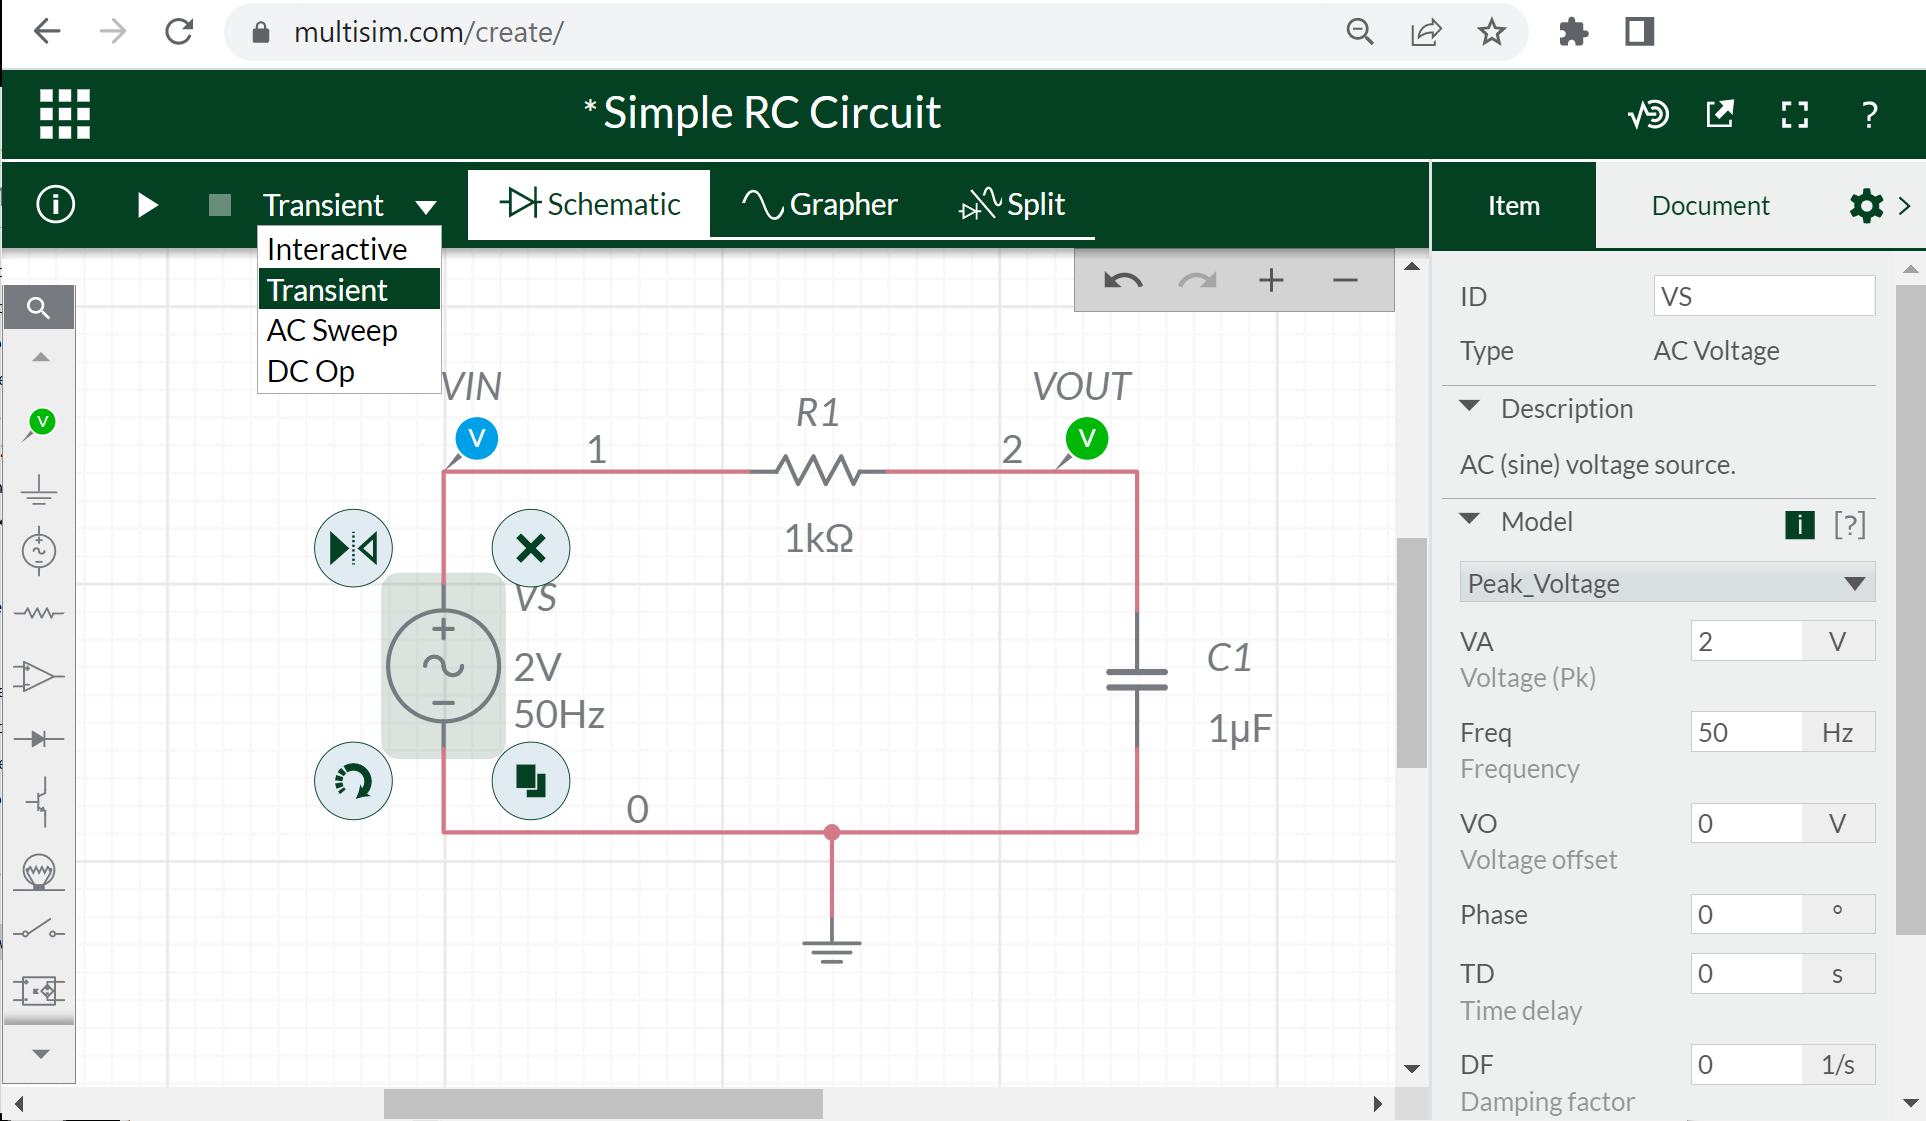 multisim.com/create/
* Simple RC Circuit
?
i
Transient
Schematic
Grapher
Split
Item
Document
Interactive
Transient
AC Sweep
DC Op
VIN
V
1
R1
1kΩ
2
VOUT
V
V
VS
2V
50Hz
C1
1µF
0
ID
VS
Type
AC Voltage
Description
AC (sine) voltage source.
Model
i
[?]
Peak_Voltage
VA
2
V
Voltage (Pk)
Freq
50
Hz
Frequency
VO
0
V
Voltage offset
Phase
0
°
TD
0
s
Time delay
DF
0
1/s
Damping factor